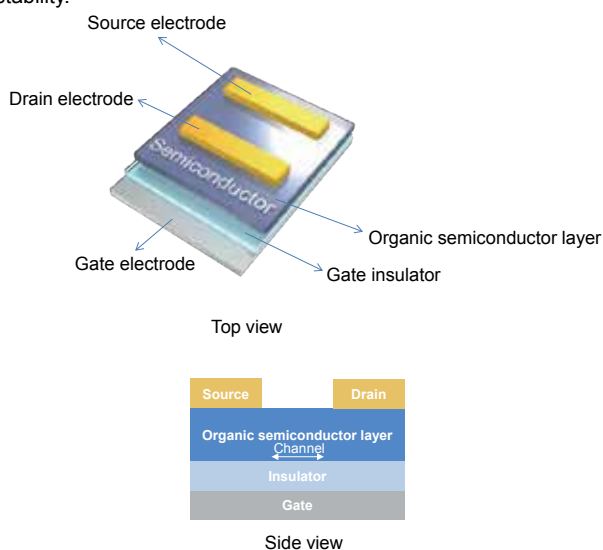 stability.
Source electrode
Drain electrode
Semiconductor
Organic semiconductor layer
Gate electrode
Gate insulator
Top view
Source
Drain
Organic semiconductor layer
Channel
Insulator
Gate
Side view